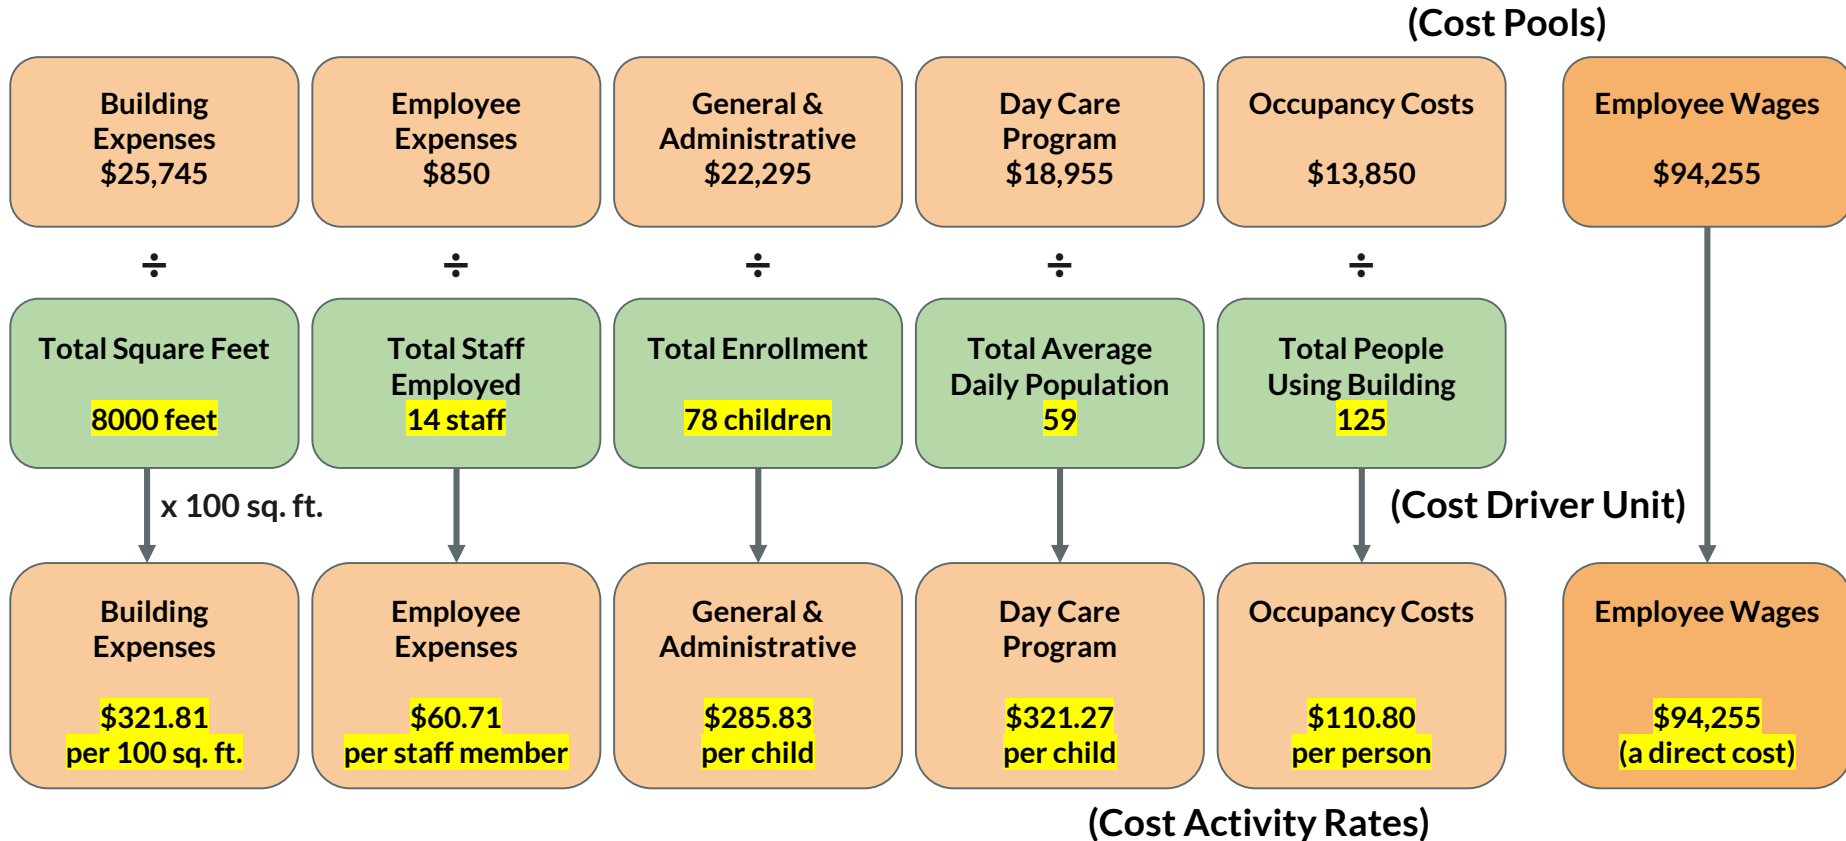 (Cost Pools)
Building
Expenses
$25,745
Employee
Expenses
$850
General &
Administrative
$22,295
Day Care
Program
$18,955
Occupancy Costs
$13,850
Employee Wages
$94,255
÷ ÷ ÷ ÷ ÷
Total Square Feet
8000 feet
Total Staff
Employed
14 staff
Total Enrollment
78 children
Total Average
Daily Population
59
Total People
Using Building
125
x 100 sq. ft.
(Cost Driver Unit)
Building
Expenses
$321.81
per 100 sq. ft.
Employee
Expenses
$60.71
per staff member
General &
Administrative
$285.83
per child
Day Care
Program
$321.27
per child
Occupancy Costs
$110.80
per person
Employee Wages
$94,255
(a direct cost)
(Cost Activity Rates)